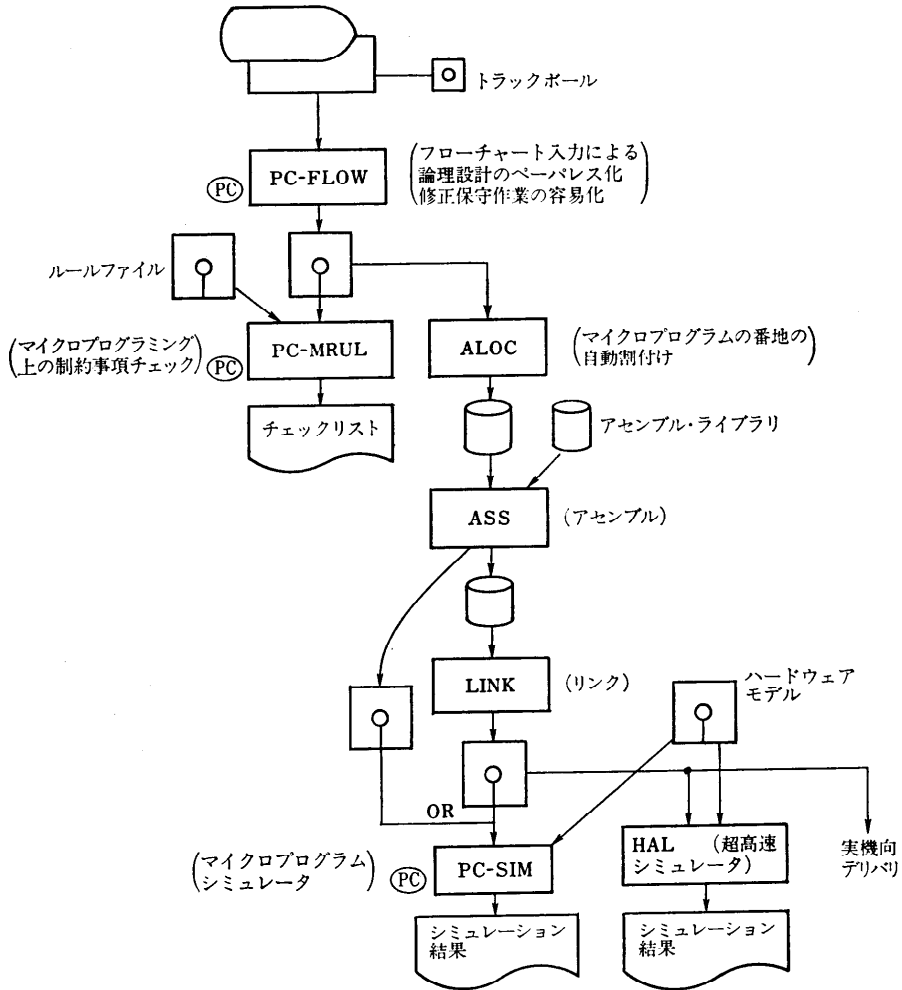 トラックボール
PC-FLOW
PC
(フローチャート入力による
論理設計のペーパレス化
修正保守作業の容易化)
ルールファイル
(マイクロプログラミング
上の制約事項チェック)
PC
PC-MRUL
ALOC
(マイクロプログラムの番地の
自動割付け)
チェックリスト
アセンブル・ライブラリ
ASS
(アセンブル)
LINK
(リンク)
ハードウェア
モデル
OR
(マイクロプログラム
シミュレータ)
PC
PC-SIM
HAL (超高速
シミュレータ)
実機向
デリバリ
シミュレーション
結果
シミュレーション
結果